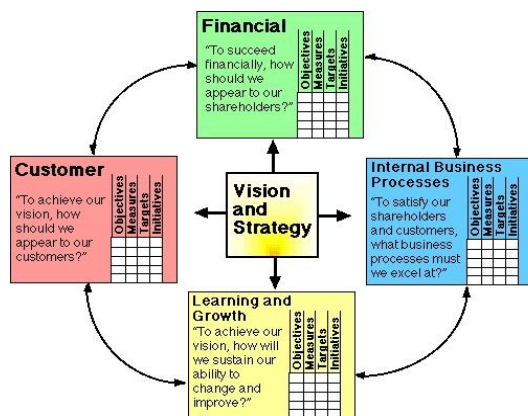 Financial
“To succeed
financially, how
should we
appear to our
shareholders?”
Objectives
Measures
Targets
Initiatives
Customer
“To achieve our
vision, how
should we
appear to our
customers?”
Objectives
Measures
Targets
Initiatives
Vision
and
Strategy
Internal Business
Processes
“To satisfy our
shareholders
and customers,
what business
processes must
we excel at?”
Objectives
Measures
Targets
Initiatives
Learning and
Growth
“To achieve our
vision, how will
we sustain our
ability to
change and
improve?”
Objectives
Measures
Targets
Initiatives